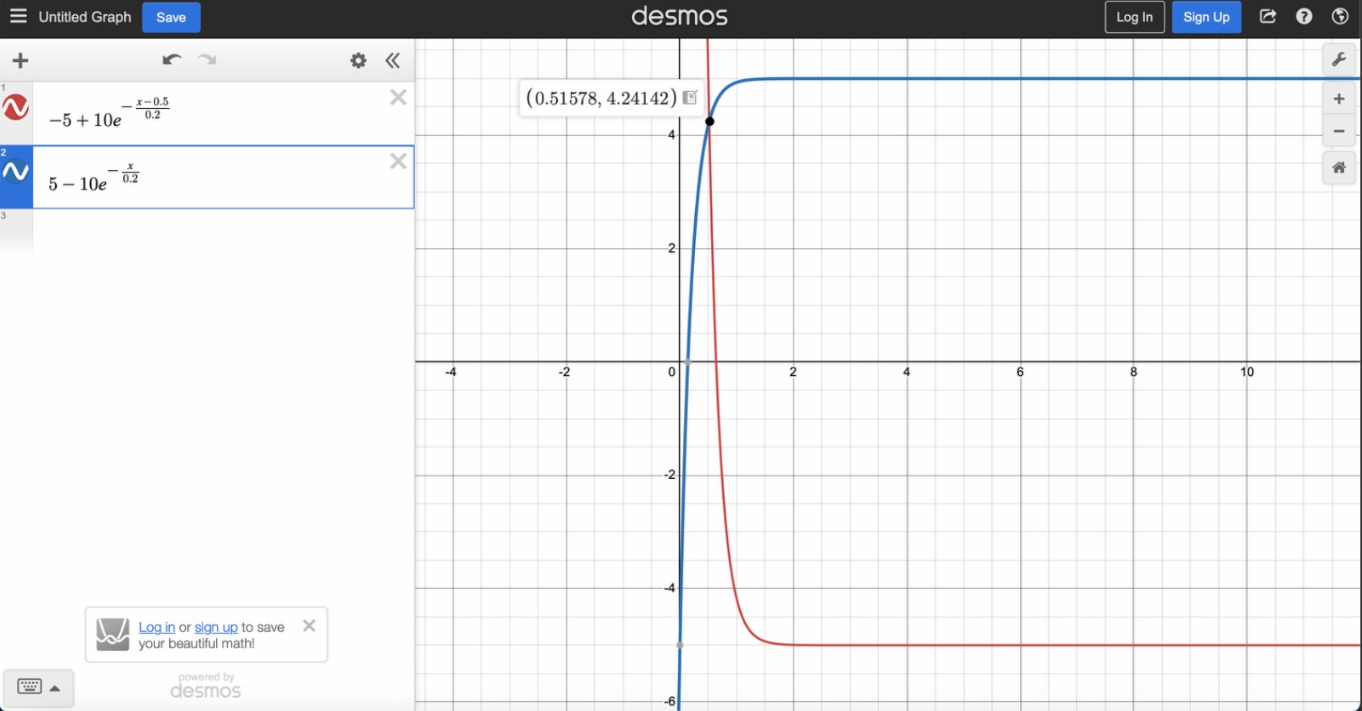 Untitled Graph Save desmos Log In Sign Up
1
−5 + 10e^{−\frac{x−0.5}{0.2}}
2
5 − 10e^{−\frac{x}{0.2}}
3
(0.51578, 4.24142)
4
2
-4 -2 0 2 4 6 8 10
-2
-4
-6
Log in or sign up to save
your beautiful math!
powered by
desmos